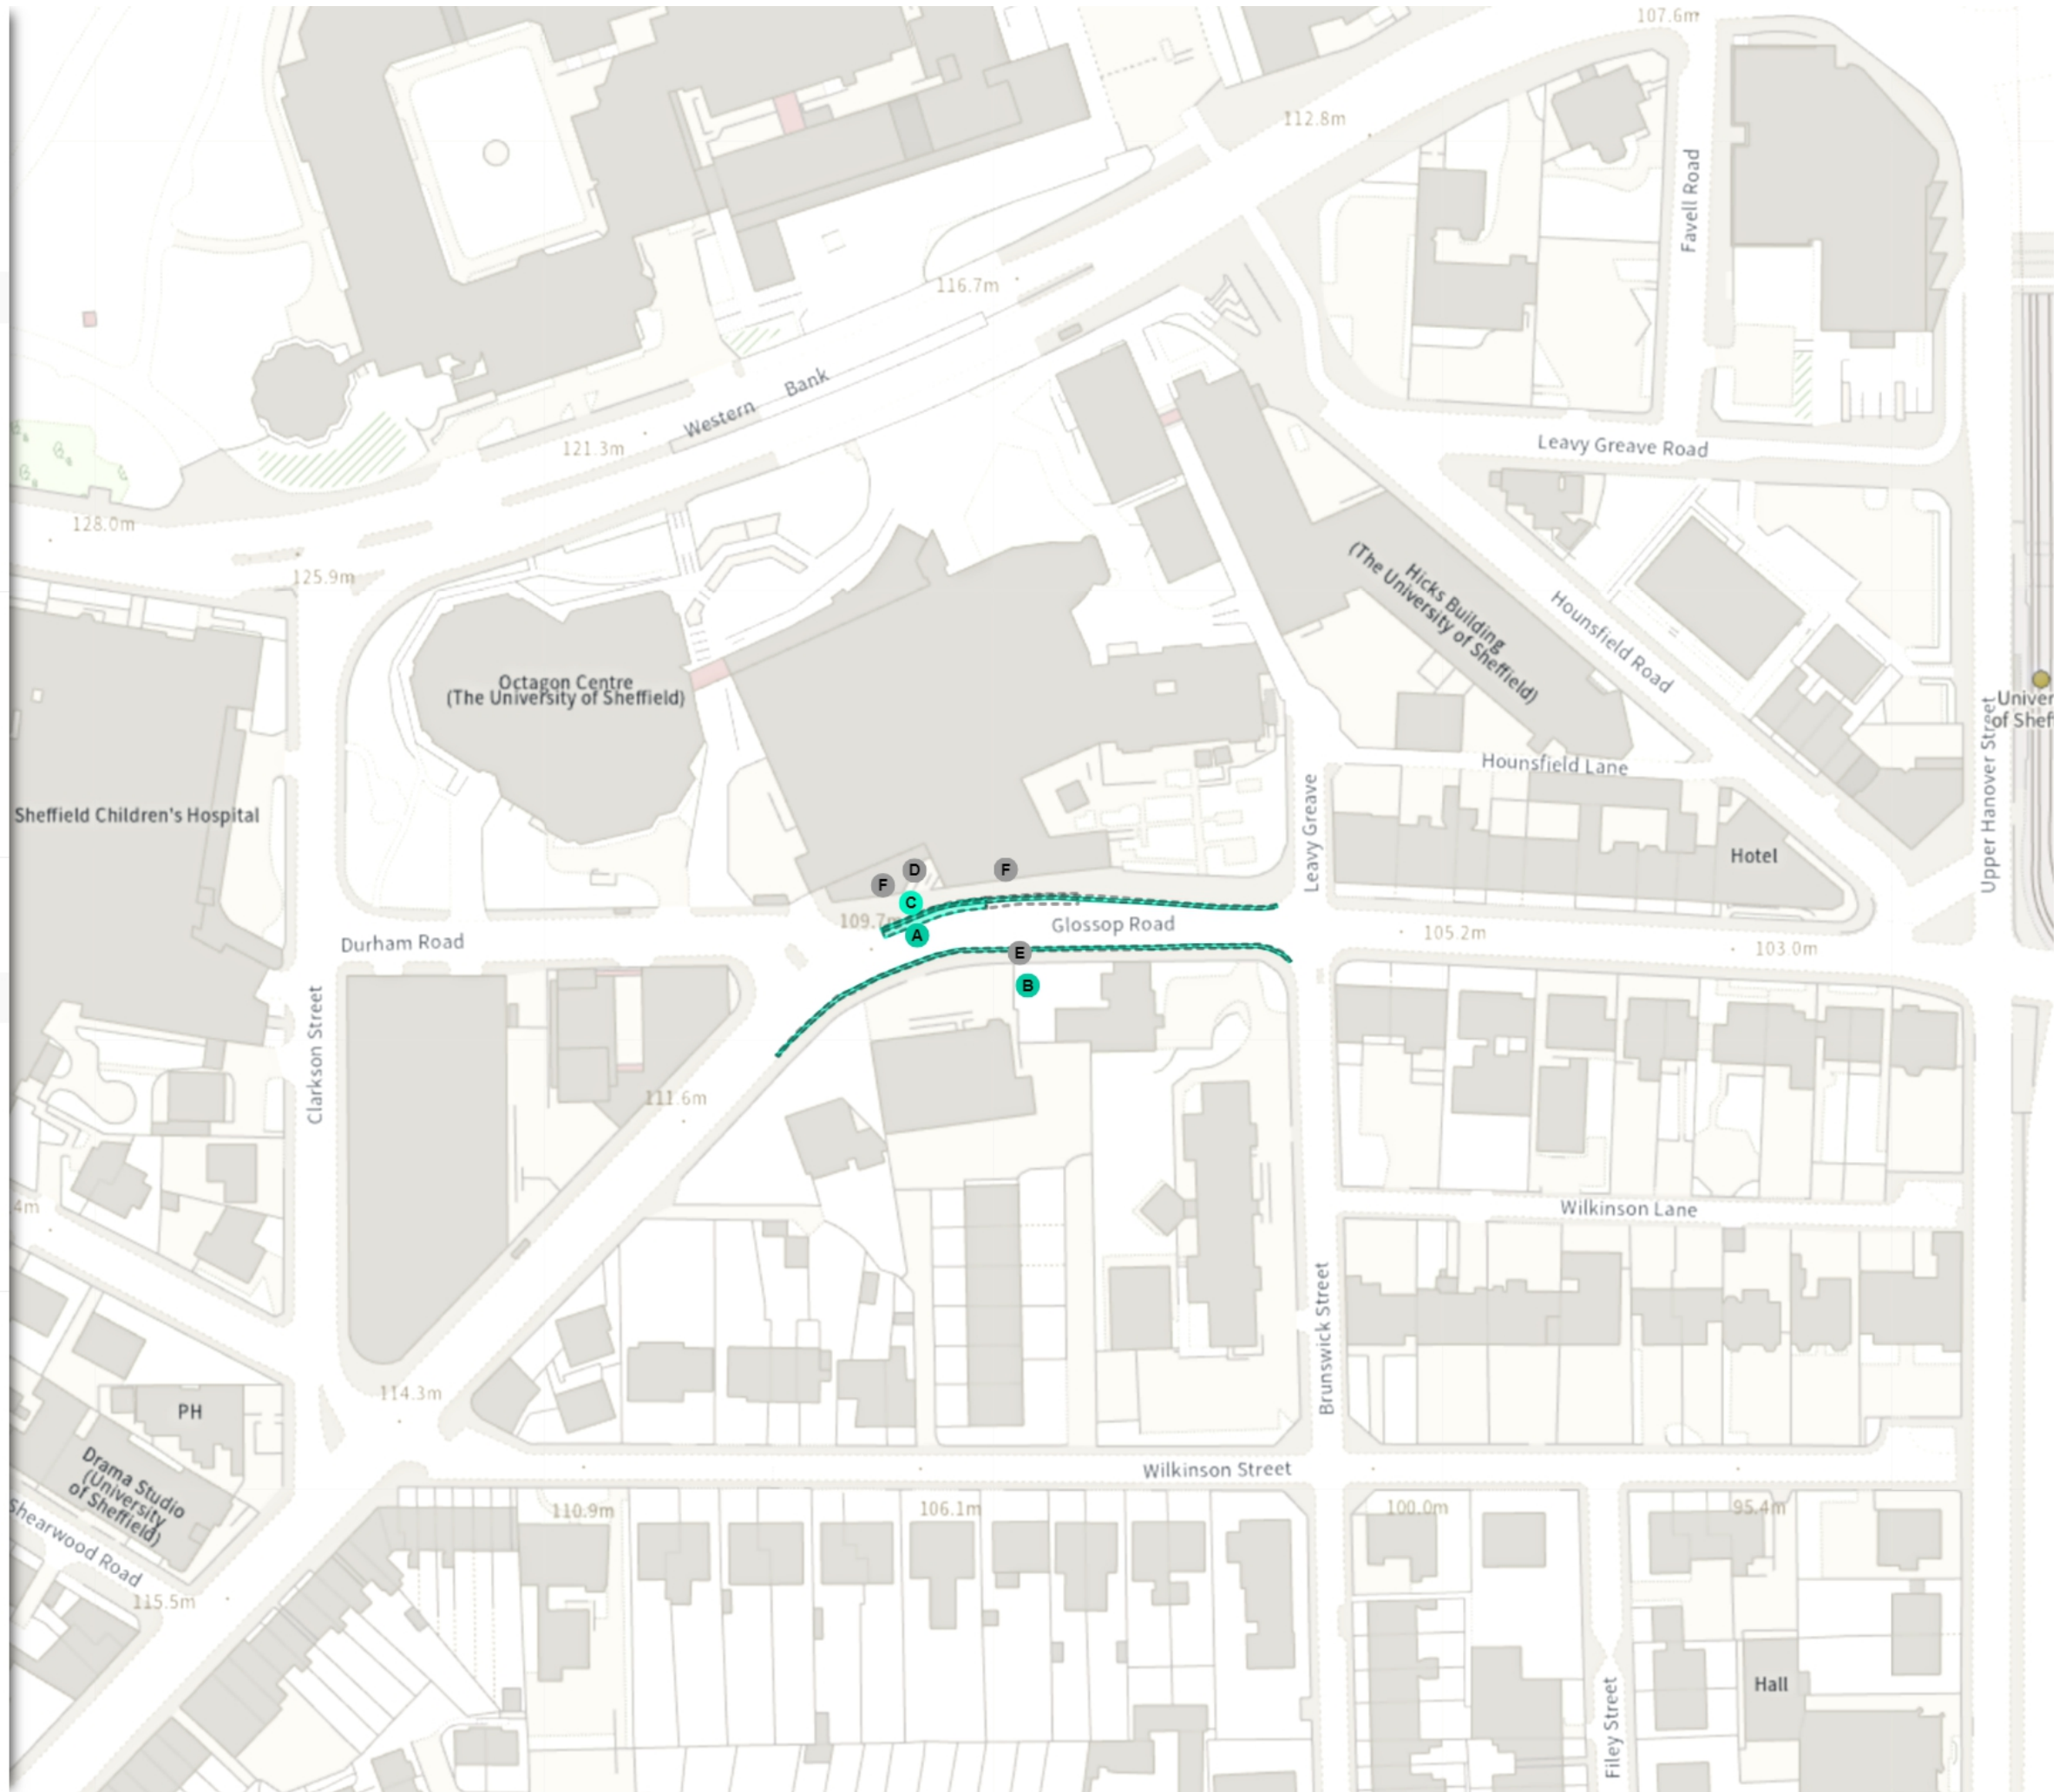 107.6m
112.8m
Favell Road
116.7m
Western Bank
121.3m
Leavy Greave Road
128.0m
125.9m
Hicks Building
(The University of Sheffield)
Hounsfield Road
Octagon Centre
(The University of Sheffield)
Upper Hanover Street
Univer
of Shef
Hounsfield Lane
Sheffield Children's Hospital
Leavy Greave
Hotel
D
F
F
C
109.7m
A
Glossop Road
105.2m
103.0m
Durham Road
E
B
Clarkson Street
111.6m
4m
Wilkinson Lane
Brunswick Street
114.3m
PH
Drama Studio
(University
of Sheffield)
Wilkinson Street
Shearwood Road
110.9m
106.1m
100.0m
95.4m
115.5m
Filey Street
Hall